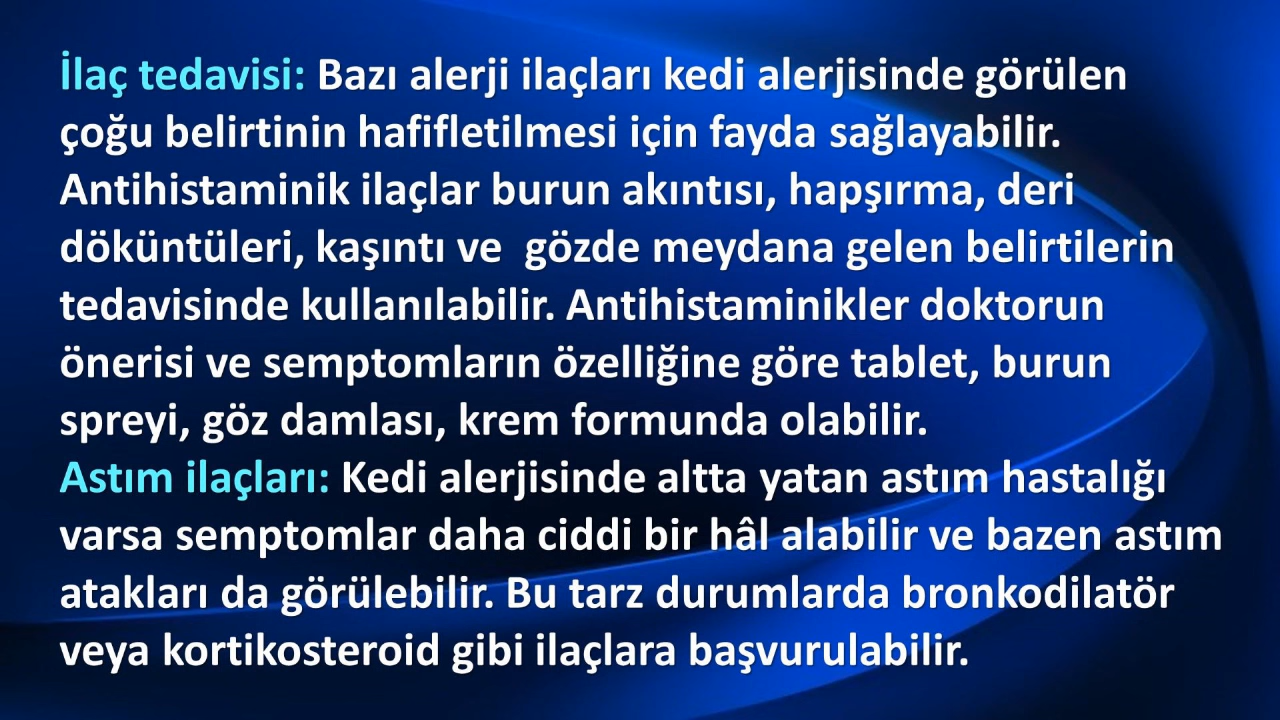 İlaç tedavisi: Bazı alerji ilaçları kedi alerjisinde görülen
çoğu belirtinin hafifletilmesi için fayda sağlayabilir.
Antihistaminik ilaçlar burun akıntısı, hapşırma, deri
döküntüleri, kaşıntı ve  gözde meydana gelen belirtilerin
tedavisinde kullanılabilir. Antihistaminikler doktorun
önerisi ve semptomların özelliğine göre tablet, burun
spreyi, göz damlası, krem formunda olabilir.
Astım ilaçları: Kedi alerjisinde altta yatan astım hastalığı
varsa semptomlar daha ciddi bir hâl alabilir ve bazen astım
atakları da görülebilir. Bu tarz durumlarda bronkodilatör
veya kortikosteroid gibi ilaçlara başvurulabilir.